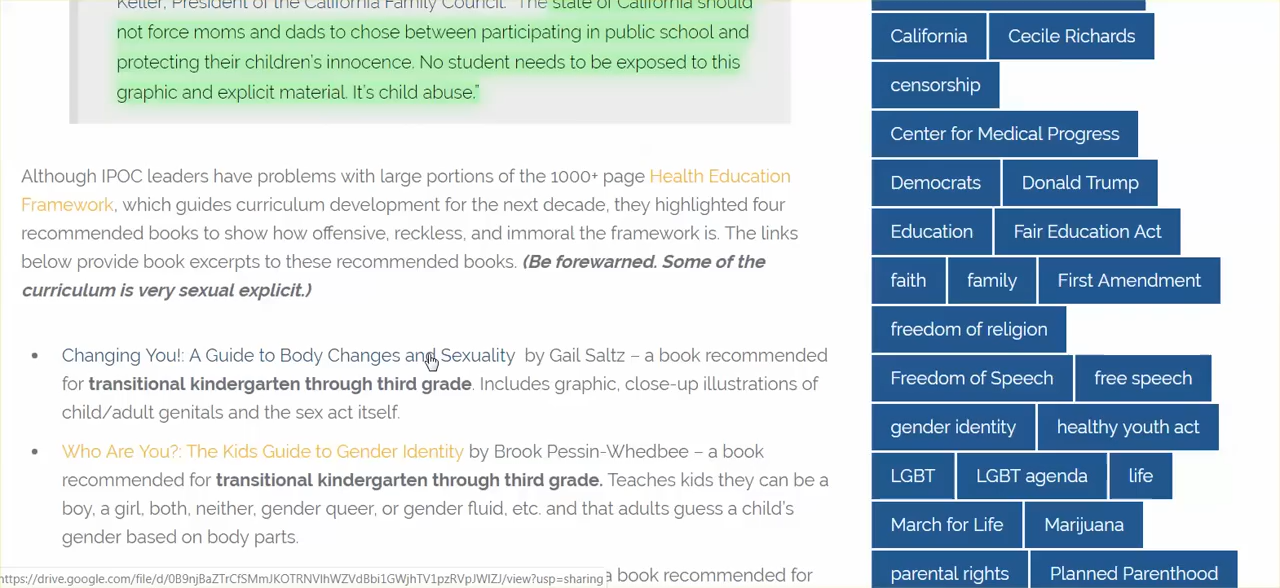 Keller, President of the California Family Council. "The state of California should
not force moms and dads to chose between participating in public school and
protecting their children's innocence. No student needs to be exposed to this
graphic and explicit material. It's child abuse."
Although IPOC leaders have problems with large portions of the 1000+ page Health Education
Framework, which guides curriculum development for the next decade, they highlighted four
recommended books to show how offensive, reckless, and immoral the framework is. The links
below provide book excerpts to these recommended books. (Be forewarned. Some of the
curriculum is very sexual explicit.)
• Changing You!: A Guide to Body Changes and Sexuality by Gail Saltz – a book recommended
for transitional kindergarten through third grade. Includes graphic, close-up illustrations of
child/adult genitals and the sex act itself.
• Who Are You?: The Kids Guide to Gender Identity by Brook Pessin-Whedbee – a book
recommended for transitional kindergarten through third grade. Teaches kids they can be a
boy, a girl, both, neither, gender queer, or gender fluid, etc. and that adults guess a child's
gender based on body parts.
a book recommended for
California Cecile Richards
censorship
Center for Medical Progress
Democrats Donald Trump
Education Fair Education Act
faith family First Amendment
freedom of religion
Freedom of Speech free speech
gender identity healthy youth act
LGBT LGBT agenda life
March for Life Marijuana
parental rights Planned Parenthood